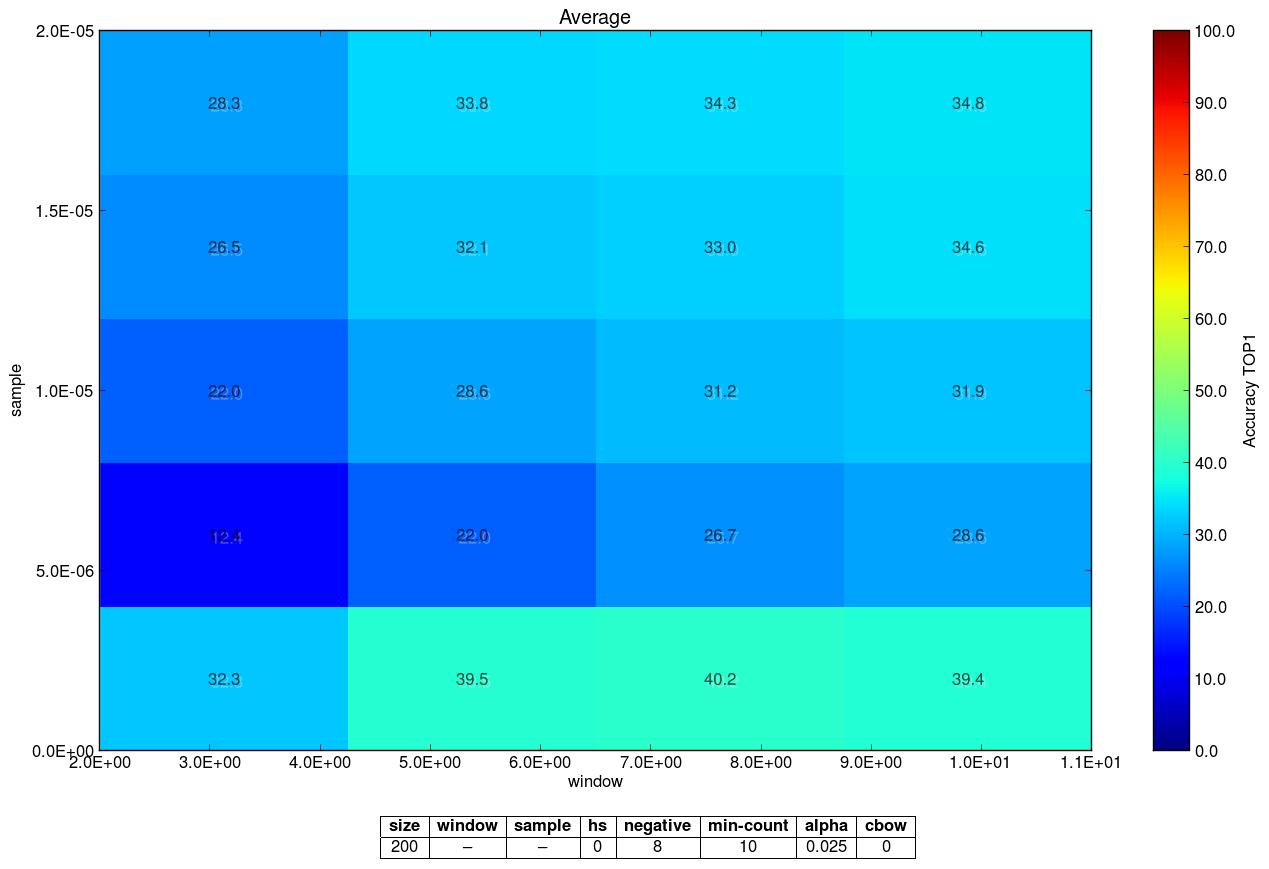 Average
2.0E-05
28.3 33.8 34.3 34.8
1.5E-05
26.5 32.1 33.0 34.6
1.0E-05
22.0 28.6 31.2 31.9
5.0E-06
12.4 22.0 26.7 28.6
32.3 39.5 40.2 39.4
0.0E+00
sample
2.0E+00 3.0E+00 4.0E+00 5.0E+00 6.0E+00 7.0E+00 8.0E+00 9.0E+00 1.0E+01 1.1E+01
window
100.0
90.0
80.0
70.0
60.0
50.0
40.0
30.0
20.0
10.0
0.0
Accuracy TOP1
size window sample hs negative min-count alpha cbow
200 – – 0 8 10 0.025 0